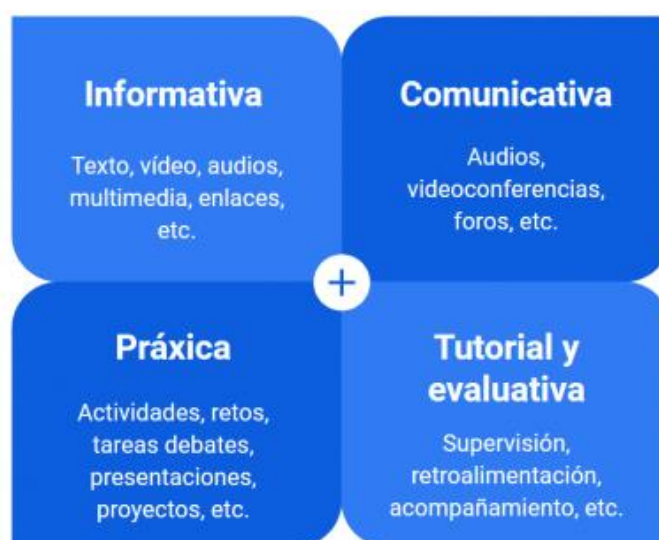 Informativa
Texto, vídeo, audios,
multimedia, enlaces,
etc.
Comunicativa
Audios,
videoconferencias,
foros, etc.
Práxica
Actividades, retos,
tareas debates,
presentaciones,
proyectos, etc.
Tutorial y
evaluativa
Supervisión,
retroalimentación,
acompañamiento, etc.